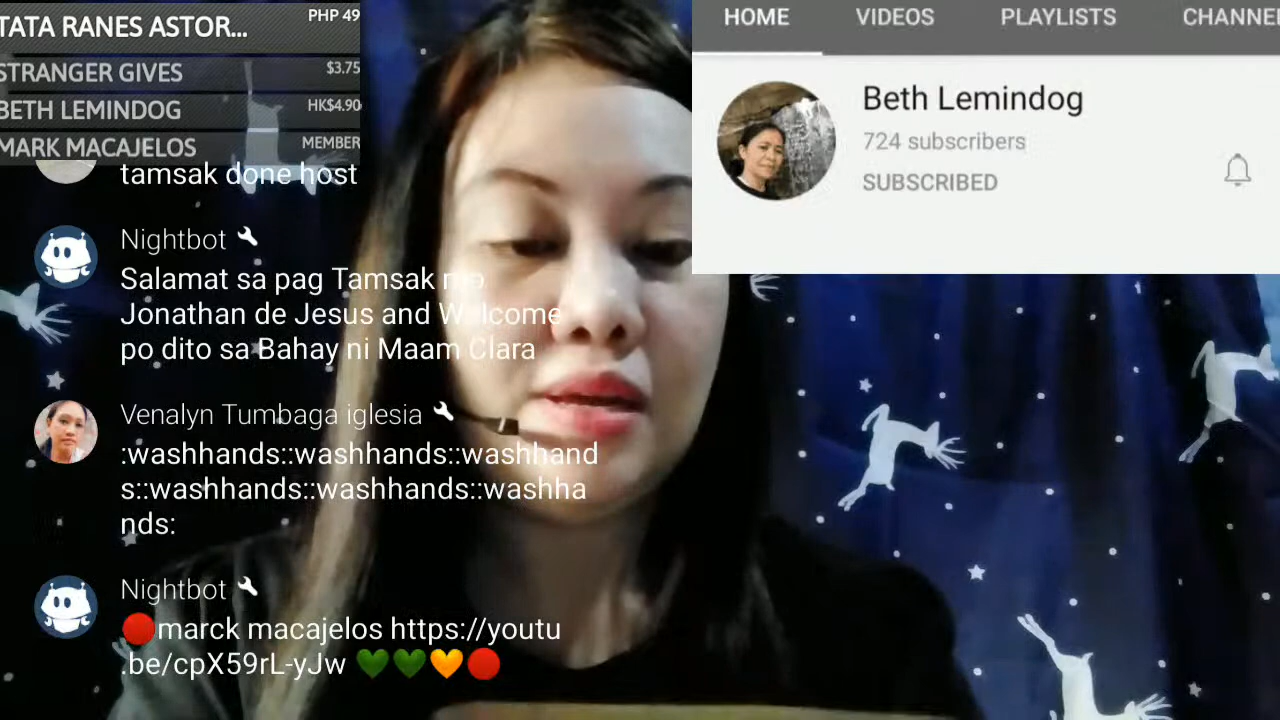 TATA RANES ASTOR...
PHP 49
STRANGER GIVES
$3.75
BETH LEMINDOG
HK$4.90
MARK MACAJELOS
MEMBER
tamsak done host
Nightbot
Salamat sa pag Tamsak mo
Jonathan de Jesus and Welcome
po dito sa Bahay ni Maam Clara
Venalyn Tumbaga iglesia
:washhands::washhands::washhand
s::washhands::washhands::washha
nds:
Nightbot
🔴marck macajelos https://youtu
.be/cpX59rL-yJw 💚💚🧡🔴
HOME
VIDEOS
PLAYLISTS
CHANNEL
Beth Lemindog
724 subscribers
SUBSCRIBED